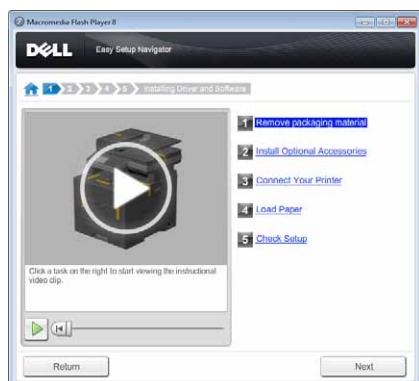 Macromedia Flash Player 8
DELL
Easy Setup Navigator
1 2 3 4 5 Installing Driver and Software
1 Remove packaging material
2 Install Optional Accessories
3 Connect Your Printer
4 Load Paper
5 Check Setup
Click a task on the right to start viewing the instructional
video clip.
Return
Next